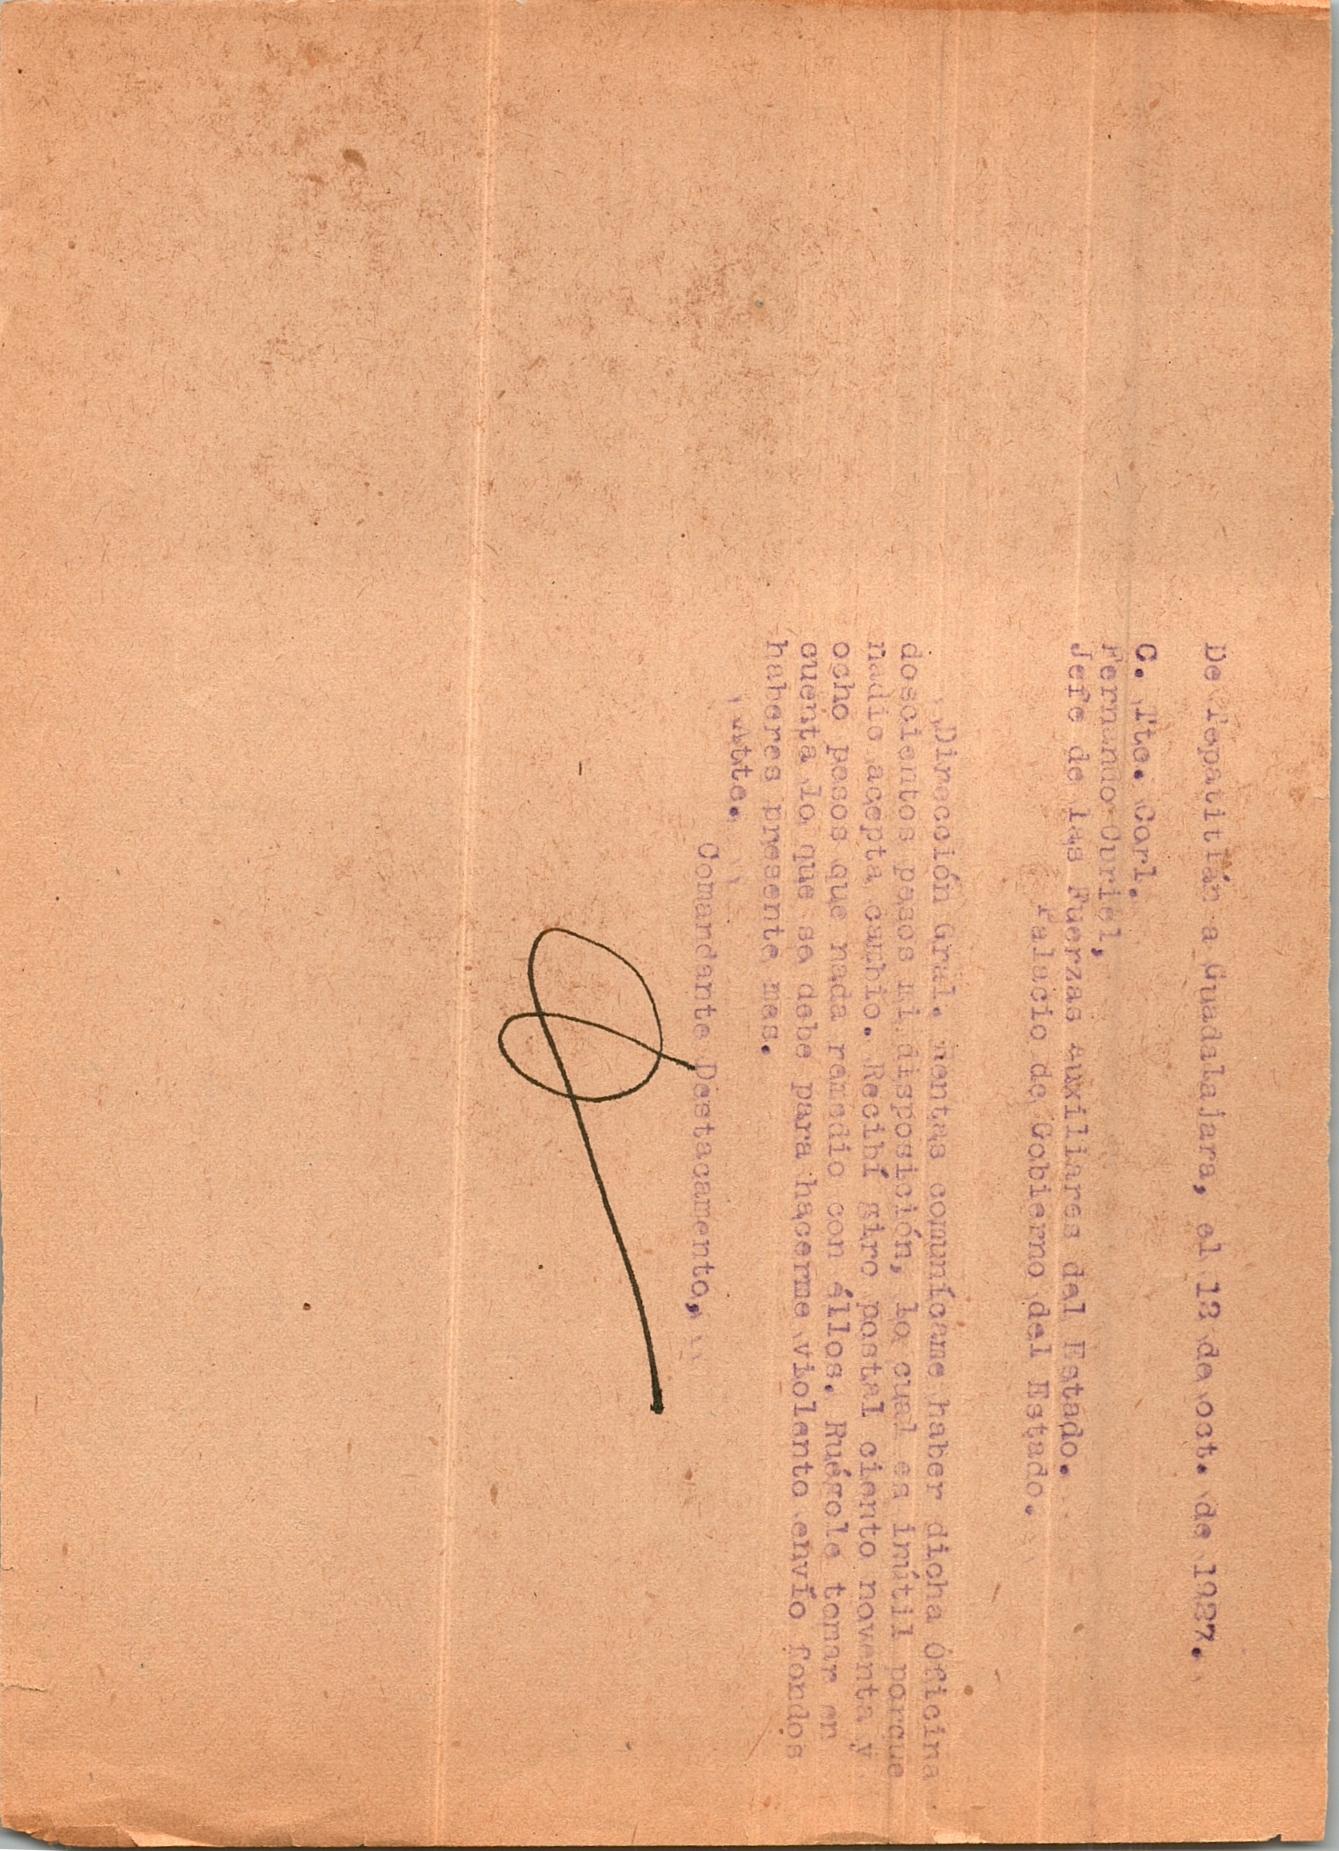 De Tepatitlán a Guadalajara, el 13 de oct. de 1927.
C. Tte. Corl.
Fernando Curiel,
Jefe de las Fuerzas Auxiliares del Estado.
Palacio de Gobierno del Estado.
Dirección Gral. Rentas comunícame haber dicha Oficina
doscientos pesos mi disposición, lo cual es inútil porque
nadie acepta cambio. Recibí giro postal ciento noventa y
ocho pesos que nada remedio con éllos. Ruégole tomar en
cuenta lo que se debe para hacerme violento envío fondos
haberes presente mes.
Atte.
Comandante Destacamento,